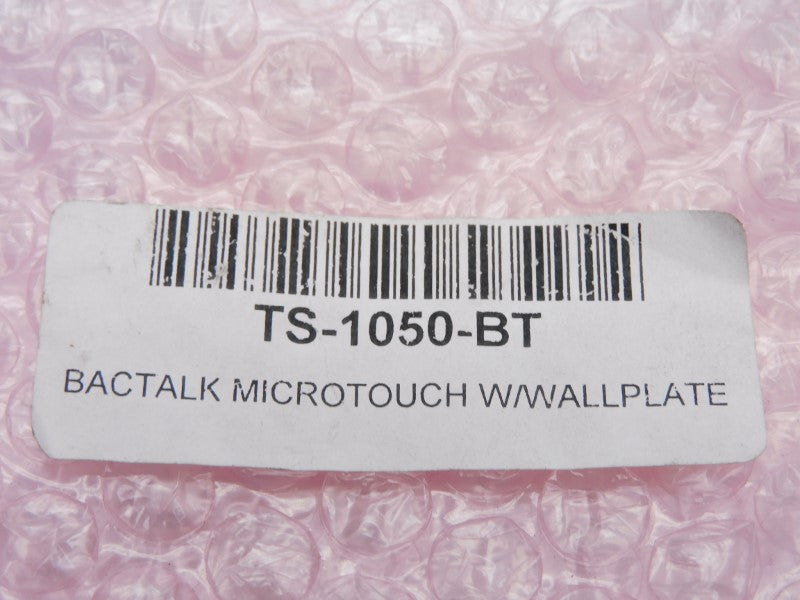 TS-1050-BT
BACTALK MICROTOUCH W/WALLPLATE